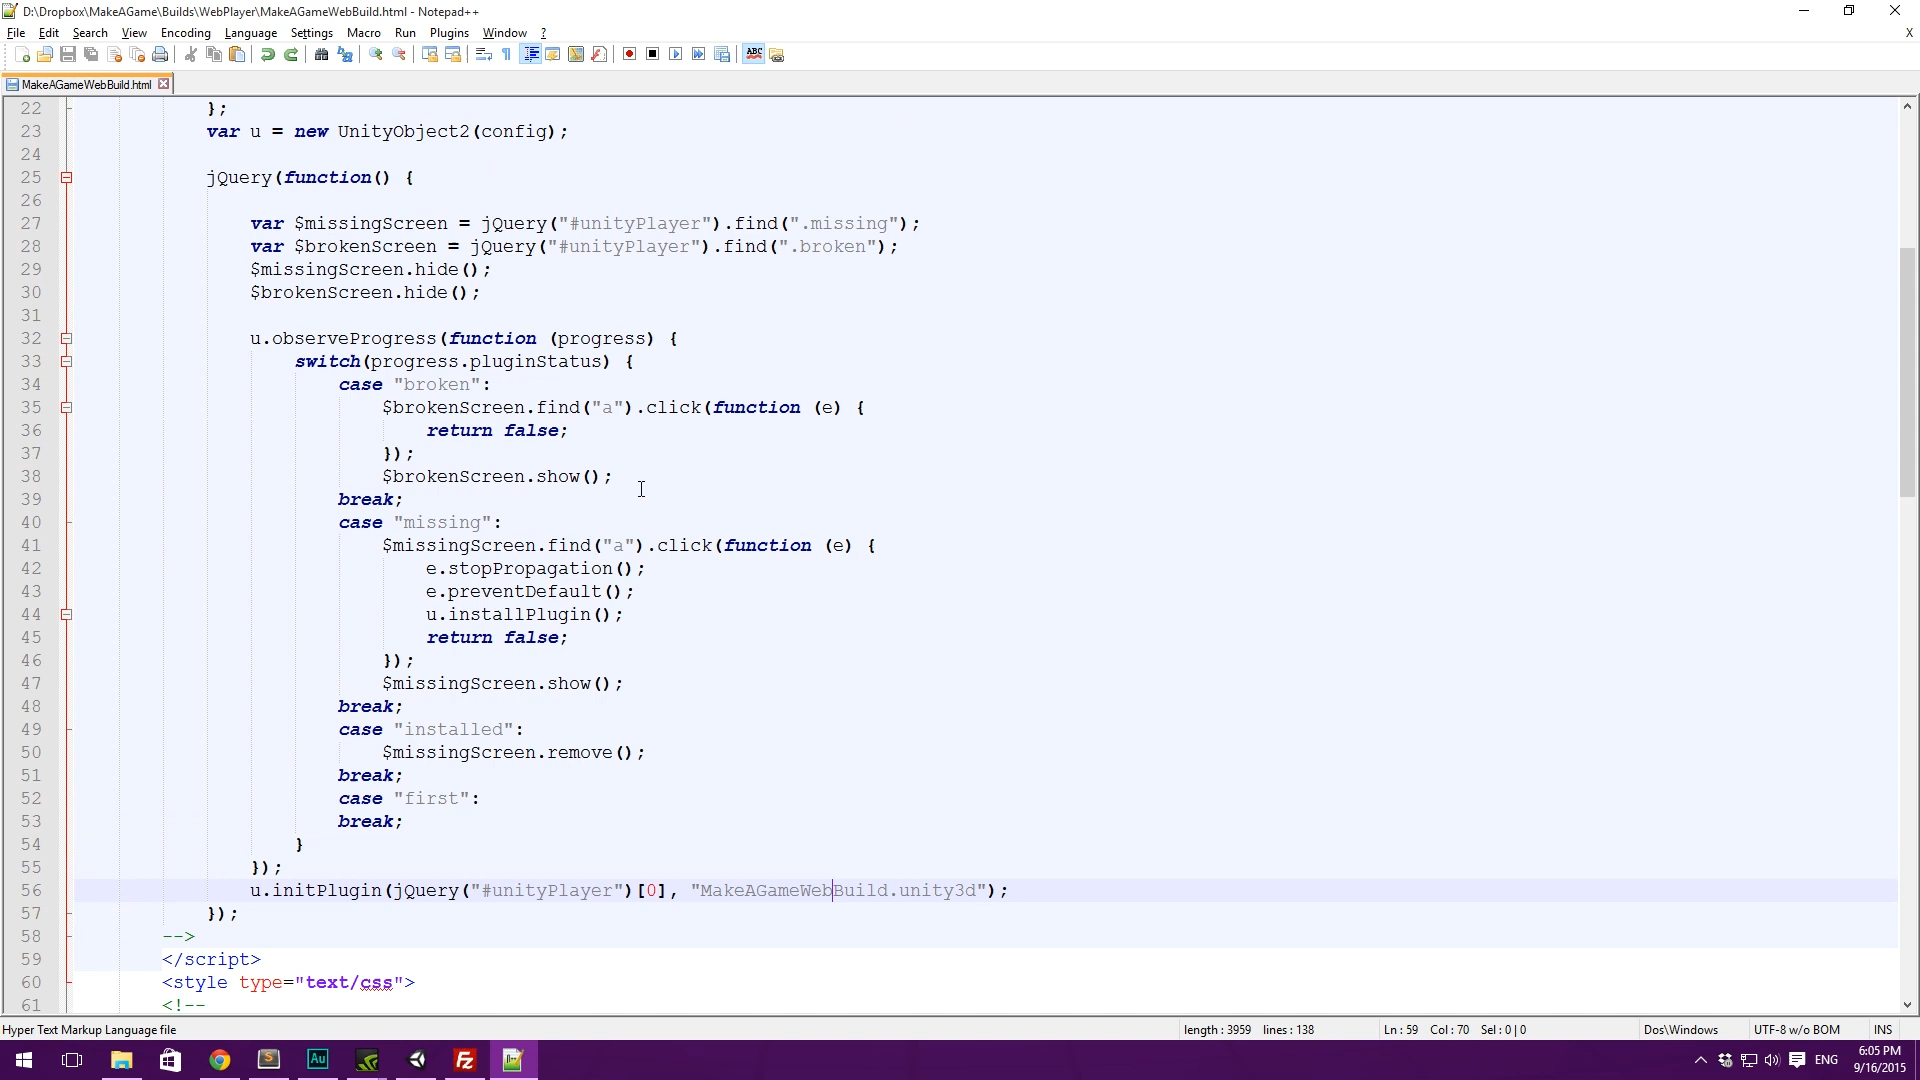 D:\Dropbox\MakeAGame\Builds\WebPlayer\MakeAGameWebBuild.html - Notepad++
File Edit Search View Encoding Language Settings Macro Run Plugins Window ? X
ABC
MakeAGameWebBuild.html
22 };
23 var u = new UnityObject2(config);
24
25 jQuery(function() {
26
27 var $missingScreen = jQuery("#unityPlayer").find(".missing");
28 var $brokenScreen = jQuery("#unityPlayer").find(".broken");
29 $missingScreen.hide();
30 $brokenScreen.hide();
31
32 u.observeProgress(function (progress) {
33 switch(progress.pluginStatus) {
34 case "broken":
35 $brokenScreen.find("a").click(function (e) {
36 return false;
37 });
38 $brokenScreen.show();
39 break;
40 case "missing":
41 $missingScreen.find("a").click(function (e) {
42 e.stopPropagation();
43 e.preventDefault();
44 u.installPlugin();
45 return false;
46 });
47 $missingScreen.show();
48 break;
49 case "installed":
50 $missingScreen.remove();
51 break;
52 case "first":
53 break;
54 }
55 });
56 u.initPlugin(jQuery("#unityPlayer")[0], "MakeAGameWebBuild.unity3d");
57 });
58 -->
59 </script>
60 <style type="text/css">
61 <!--
Hyper Text Markup Language file length : 3959 lines : 138 Ln : 59 Col : 70 Sel : 0 | 0 Dos\Windows UTF-8 w/o BOM INS
S Au Fz ENG 6:05 PM
9/16/2015